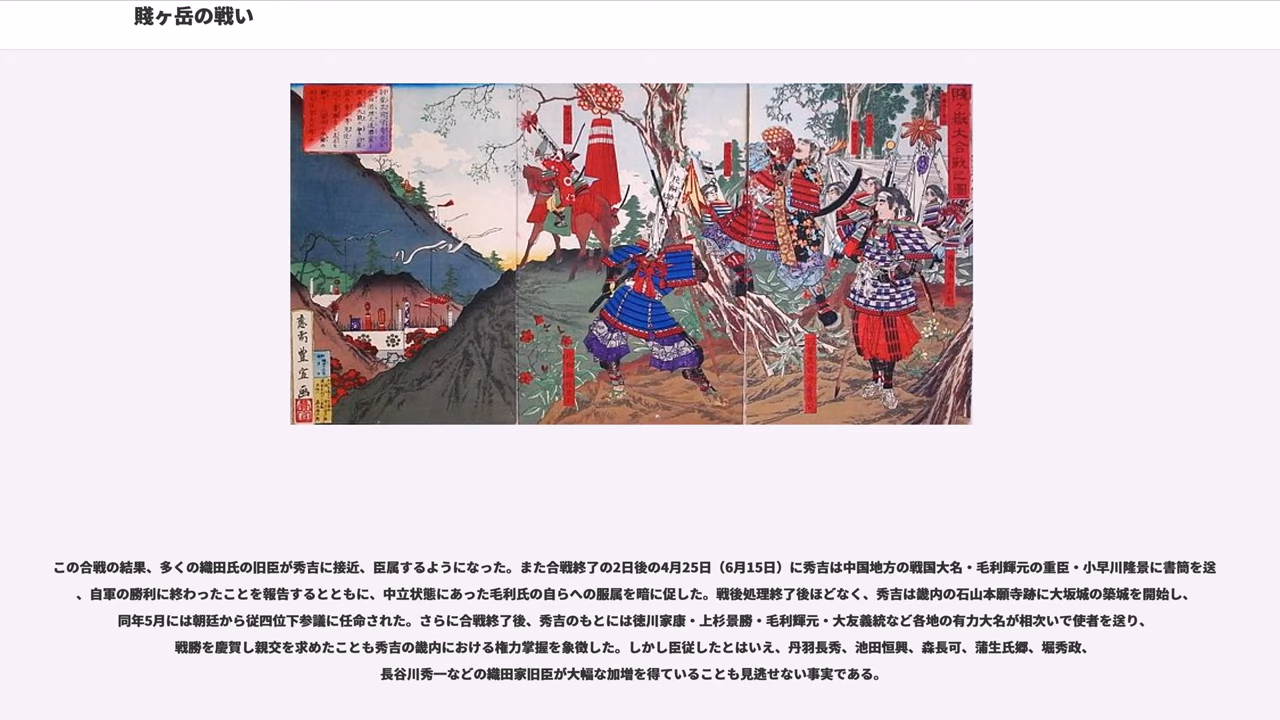 賤ヶ岳の戦い
賤ヶ嶽大合戦之圖
應需豊宣画
この合戦の結果、多くの織田氏の旧臣が秀吉に接近、臣属するようになった。また合戦終了の2日後の4月25日（6月15日）に秀吉は中国地方の戦国大名・毛利輝元の重臣・小早川隆景に書簡を送
、自軍の勝利に終わったことを報告するとともに、中立状態にあった毛利氏の自らへの服属を暗に促した。戦後処理終了後ほどなく、秀吉は畿内の石山本願寺跡に大坂城の築城を開始し、
同年5月には朝廷から従四位下参議に任命された。さらに合戦終了後、秀吉のもとには徳川家康・上杉景勝・毛利輝元・大友義統など各地の有力大名が相次いで使者を送り、
戦勝を慶賀し親交を求めたことも秀吉の畿内における権力掌握を象徴した。しかし臣従したとはいえ、丹羽長秀、池田恒興、森長可、蒲生氏郷、堀秀政、
長谷川秀一などの織田家旧臣が大幅な加増を得ていることも見逃せない事実である。